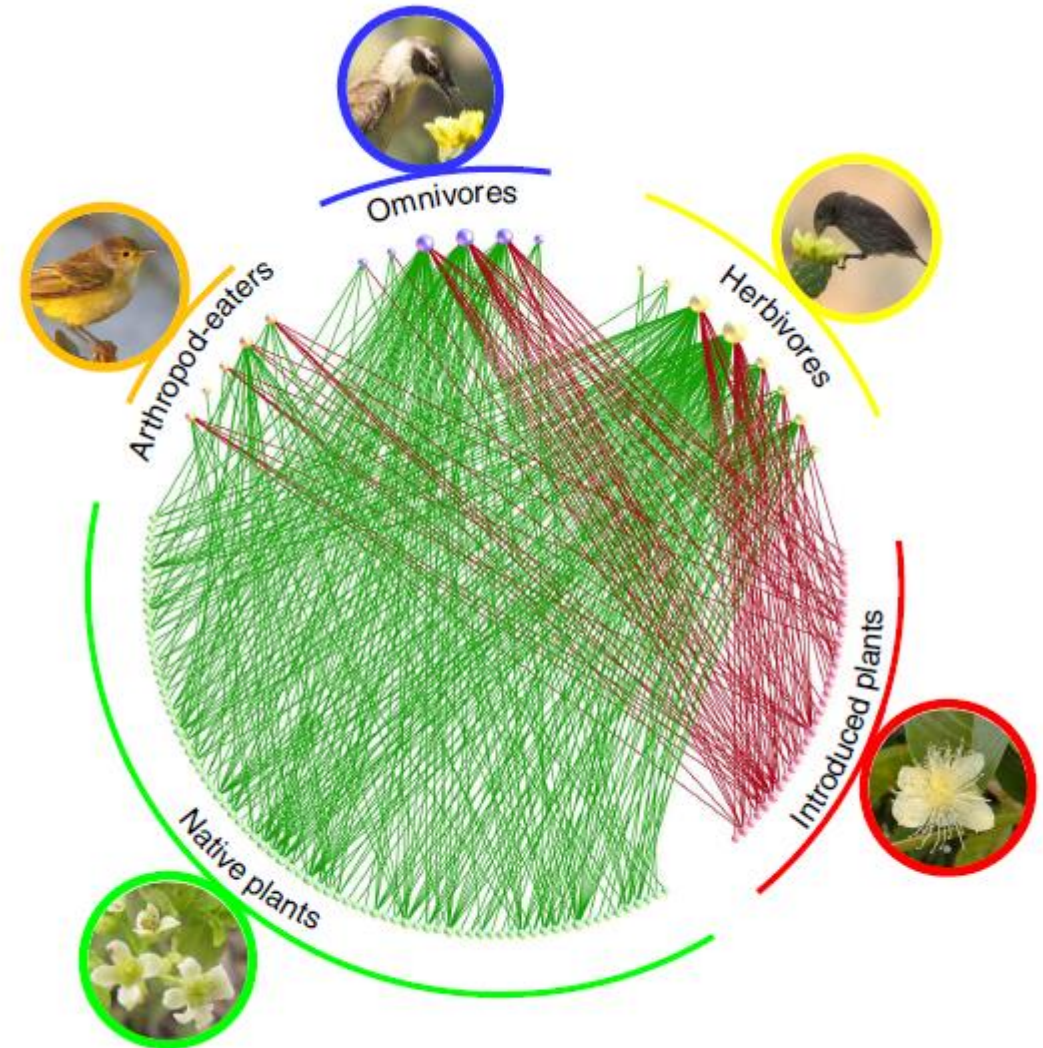 Omnivores
Herbivores
Arthropod-eaters
Introduced plants
Native plants